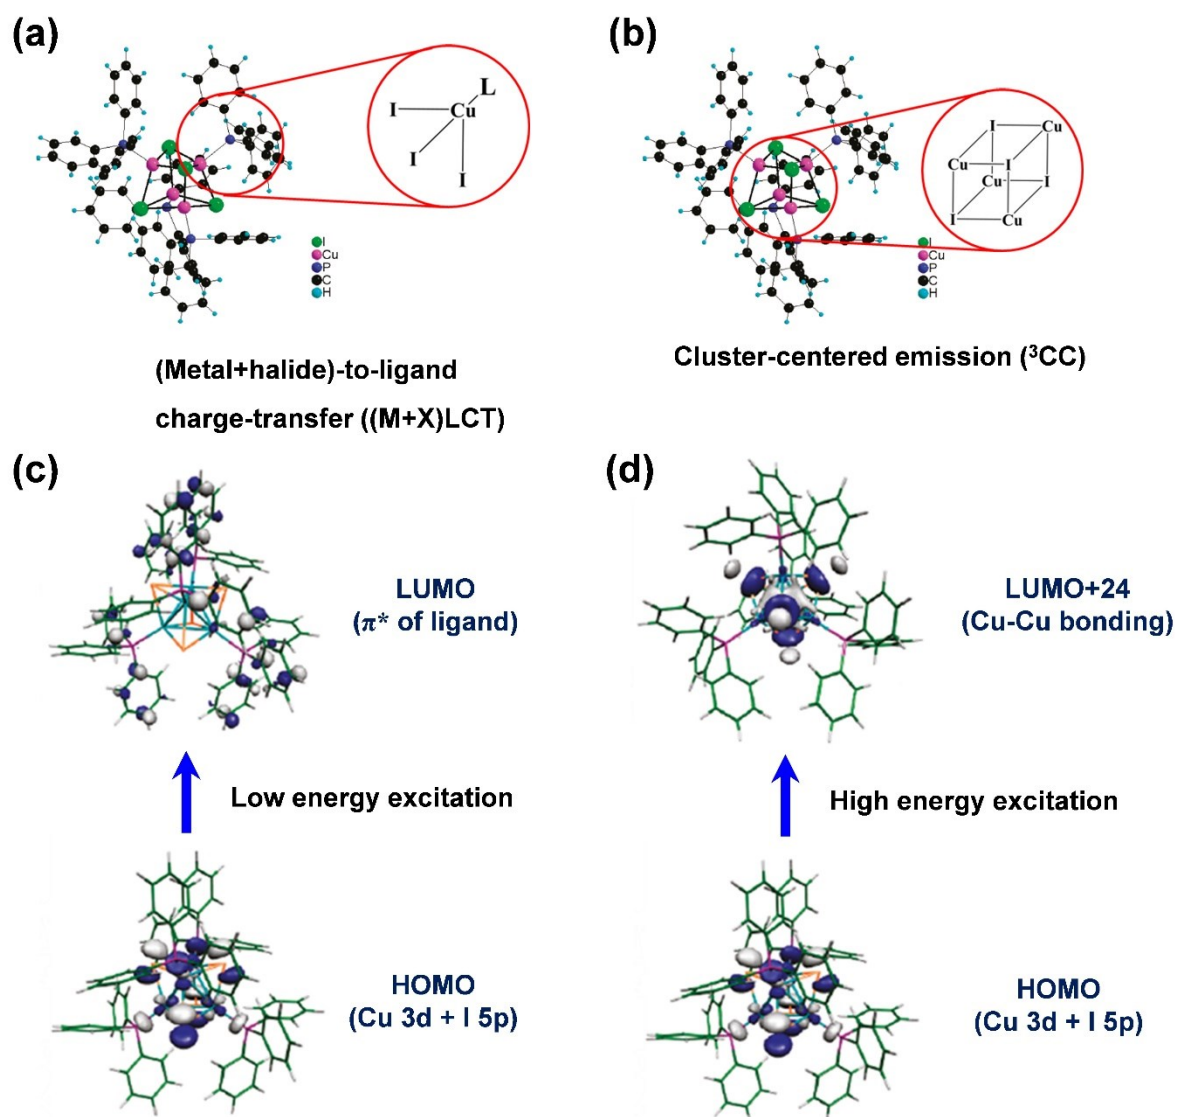 (a)
L
Cu
I
I
I
I
Cu
P
C
H
(Metal+halide)-to-ligand
charge-transfer ((M+X)LCT)
(b)
I
Cu
Cu
I
Cu
I
I
Cu
I
Cu
P
C
H
Cluster-centered emission (³CC)
(c)
LUMO
(π* of ligand)
Low energy excitation
HOMO
(Cu 3d + I 5p)
(d)
LUMO+24
(Cu-Cu bonding)
High energy excitation
HOMO
(Cu 3d + I 5p)